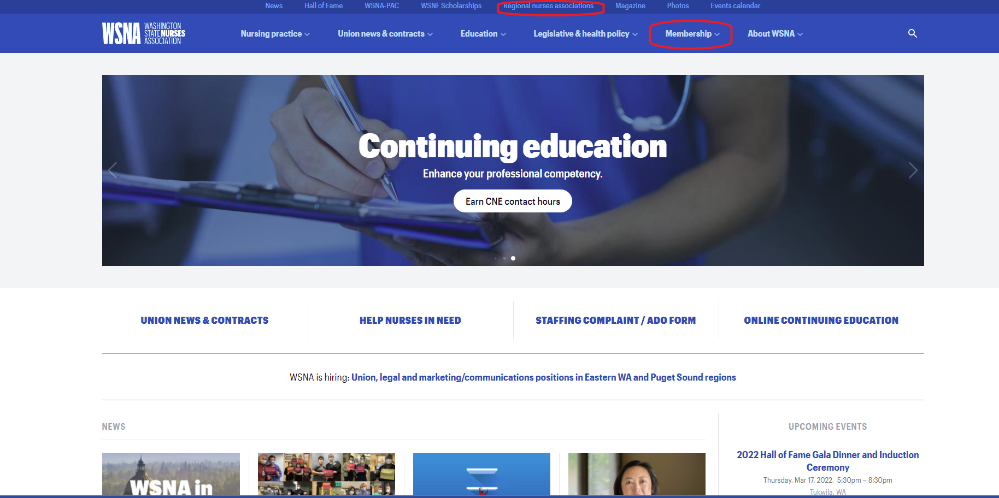 News Hall of Fame WSNA-PAC WSNF Scholarships Regional nurses associations Magazine Photos Events calendar
WSNA WASHINGTON
STATE NURSES
ASSOCIATION
Nursing practice Union news & contracts Education Legislative & health policy Membership About WSNA
Continuing education
Enhance your professional competency.
Earn CNE contact hours
UNION NEWS & CONTRACTS HELP NURSES IN NEED STAFFING COMPLAINT / ADO FORM ONLINE CONTINUING EDUCATION
WSNA is hiring: Union, legal and marketing/communications positions in Eastern WA and Puget Sound regions
NEWS
WSNA in
UPCOMING EVENTS
2022 Hall of Fame Gala Dinner and Induction
Ceremony
Thursday, Mar 17, 2022, 5:30pm – 8:30pm
Tukwila, WA